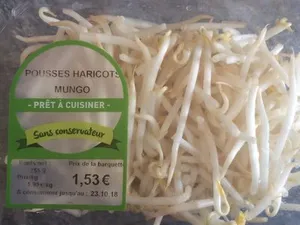 POUSSES HARICOTS
MUNGO
- PRÊT À CUISINER -
Sans conservateur
Prix de la Barquette
1,53€
A consommer jusqu'au : 23.10.18